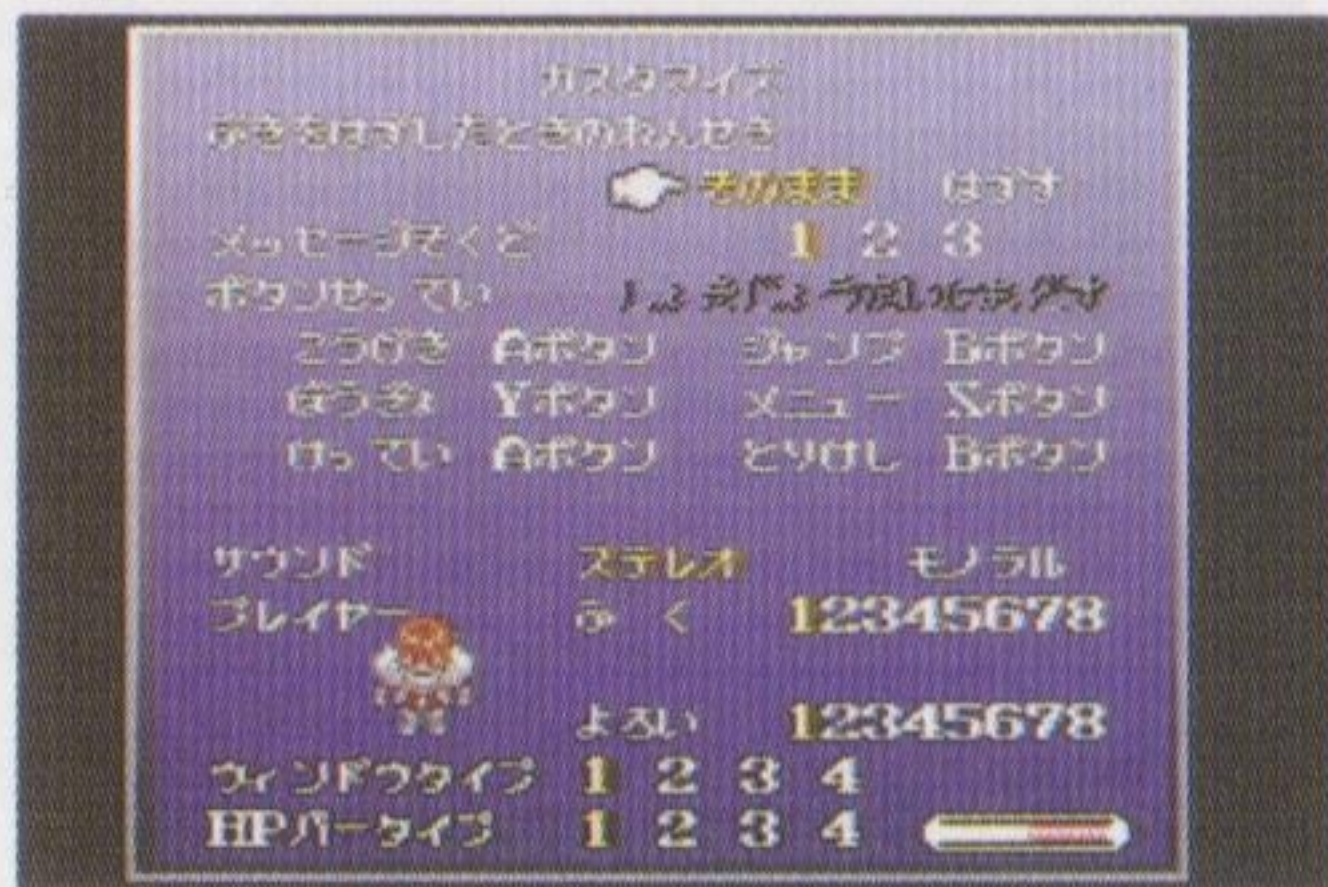 カスタマイズ
ぶきをはずしたときの
そのまま はずす
メッセージそくど 1 2 3
ボタンせってい
こうげき Aボタン ジャンプ Bボタン
ぼうぎょ Yボタン メニュー Xボタン
けってい Aボタン とりけし Bボタン
サウンド ステレオ モノラル
プレイヤー ふく 12345678
よろい 12345678
ウィンドウタイプ 1 2 3 4
HPバータイプ 1 2 3 4